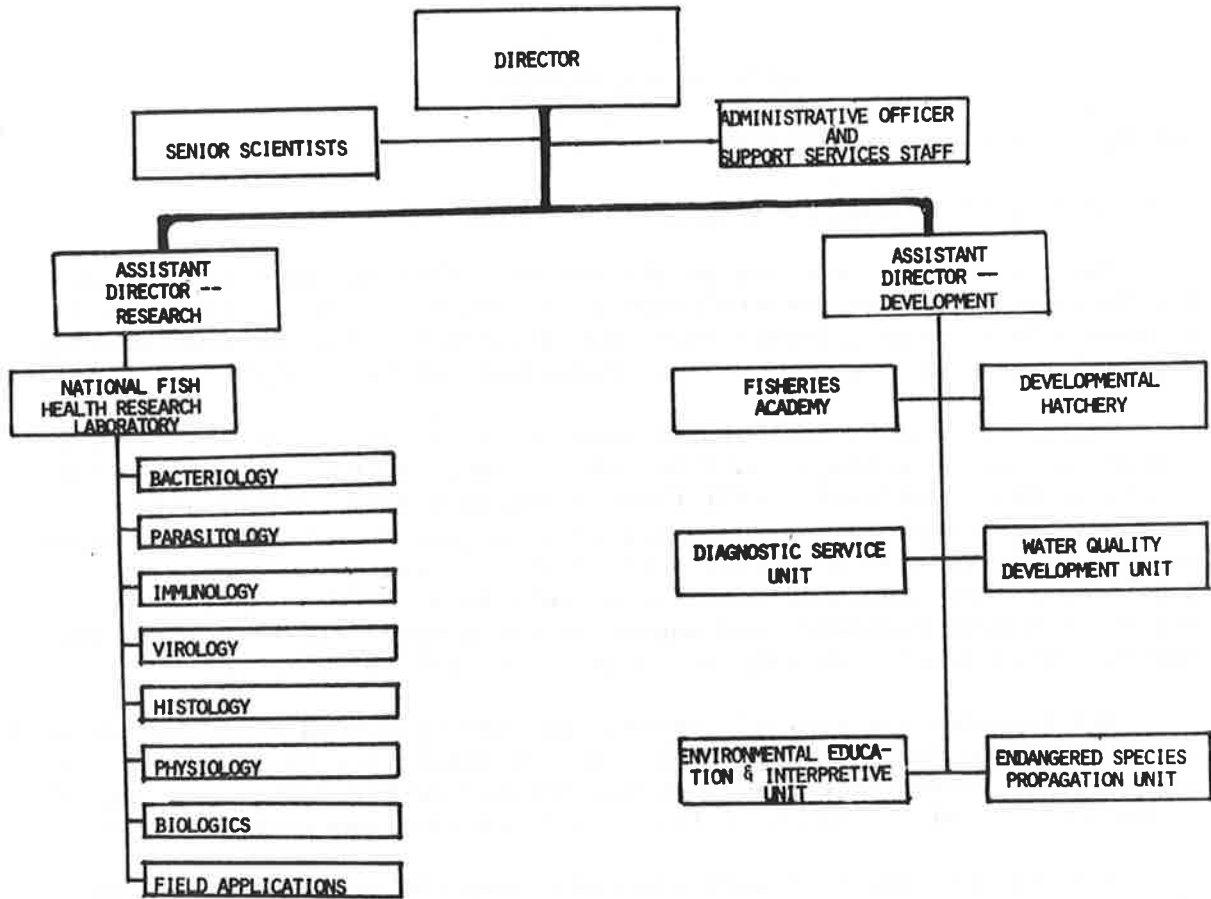 DIRECTOR
SENIOR SCIENTISTS
ADMINISTRATIVE OFFICER
AND
SUPPORT SERVICES STAFF
ASSISTANT
DIRECTOR --
RESEARCH
ASSISTANT
DIRECTOR --
DEVELOPMENT
NATIONAL FISH
HEALTH RESEARCH
LABORATORY
BACTERIOLOGY
PARASITOLOGY
IMMUNOLOGY
VIROLOGY
HISTOLOGY
PHYSIOLOGY
BIOLOGICS
FIELD APPLICATIONS
FISHERIES
ACADEMY
DEVELOPMENTAL
HATCHERY
DIAGNOSTIC SERVICE
UNIT
WATER QUALITY
DEVELOPMENT UNIT
ENVIRONMENTAL EDUCA-
TION & INTERPRETIVE
UNIT
ENDANGERED SPECIES
PROPAGATION UNIT